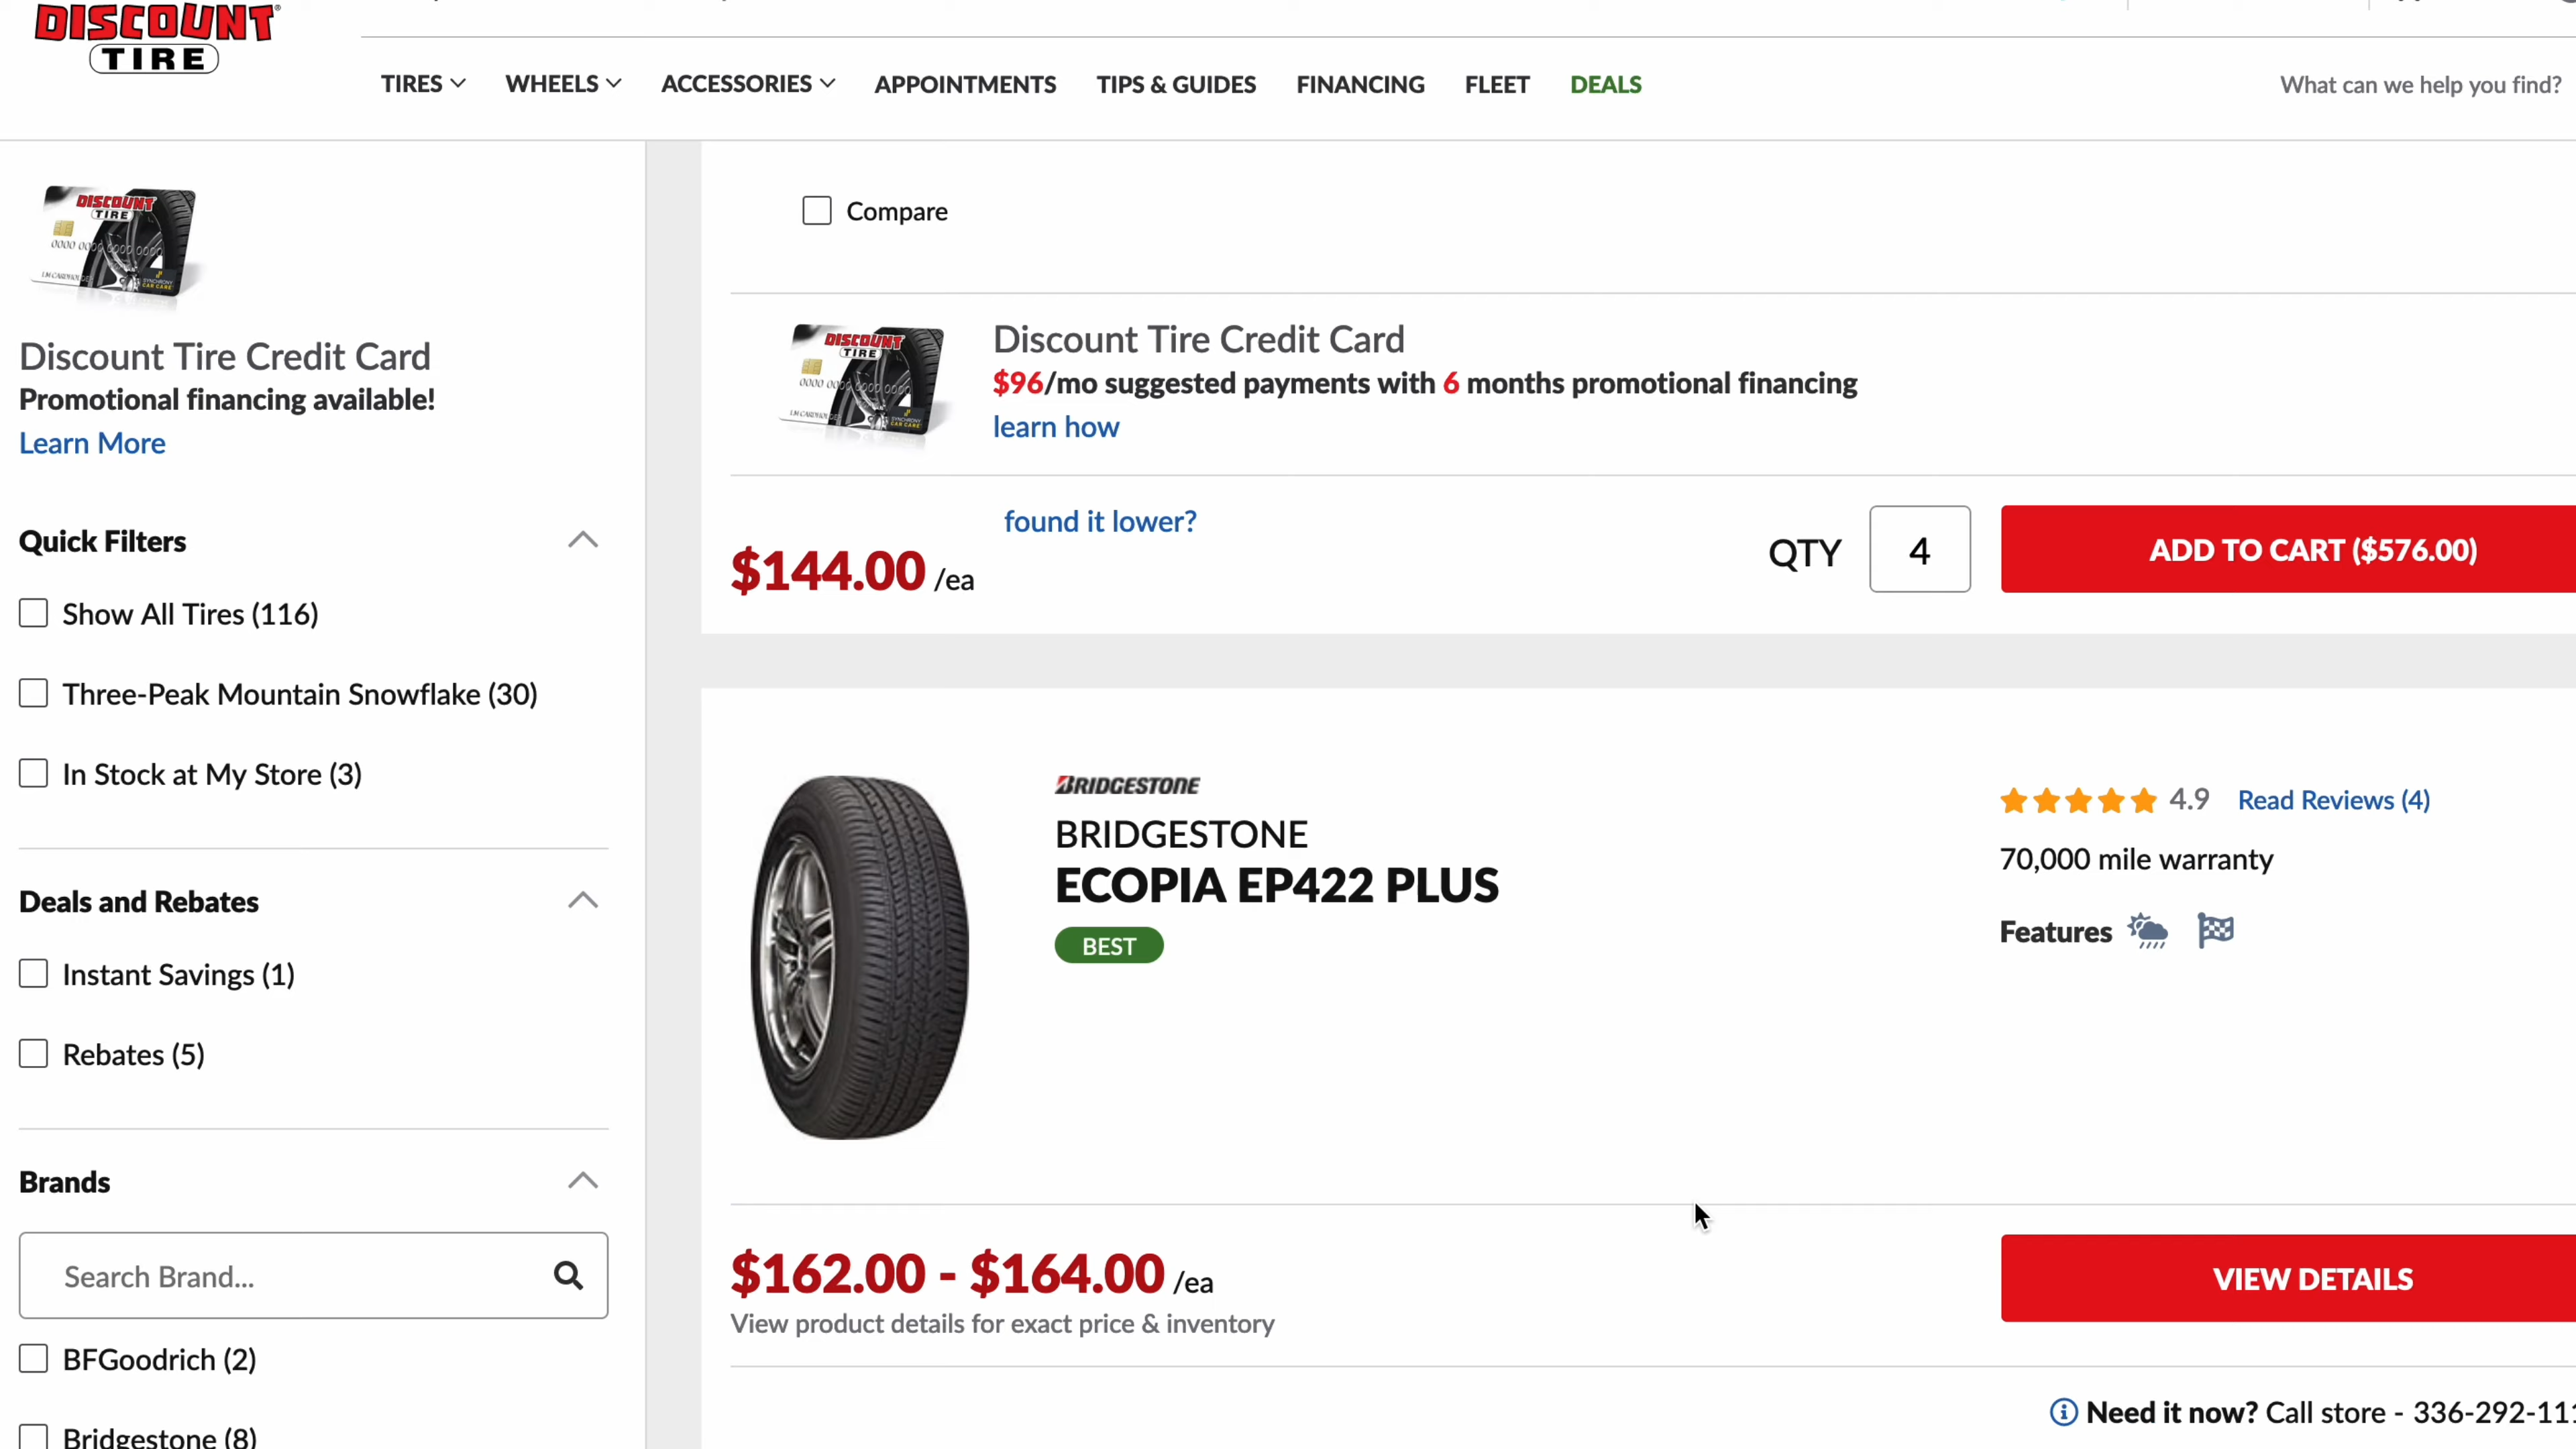 DISCOUNT
TIRE
TIRES
WHEELS
ACCESSORIES
APPOINTMENTS
TIPS & GUIDES
FINANCING
FLEET
DEALS
What can we help you find?
DISCOUNT
TIRE
Discount Tire Credit Card
Promotional financing available!
Learn More
Quick Filters
Show All Tires (116)
Three-Peak Mountain Snowflake (30)
In Stock at My Store (3)
Deals and Rebates
Instant Savings (1)
Rebates (5)
Brands
Search Brand...
BFGoodrich (2)
Bridgestone (8)
Compare
DISCOUNT
TIRE
Discount Tire Credit Card
$96/mo suggested payments with 6 months promotional financing
learn how
found it lower?
$144.00 /ea
QTY 4
ADD TO CART ($576.00)
BRIDGESTONE
BRIDGESTONE
ECOPIA EP422 PLUS
BEST
4.9 Read Reviews (4)
70,000 mile warranty
Features
$162.00 - $164.00 /ea
View product details for exact price & inventory
VIEW DETAILS
Need it now? Call store - 336-292-11